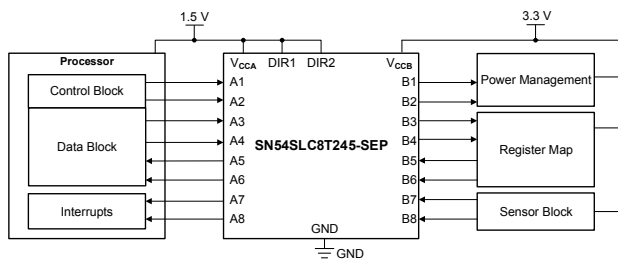 1.5 V
3.3 V
Processor
VCCA
DIR1
DIR2
VCCB
Control Block
Data Block
Interrupts
A1
A2
A3
A4
A5
A6
A7
A8
SN54SLC8T245-SEP
GND
B1
B2
B3
B4
B5
B6
B7
B8
Power Management
Register Map
Sensor Block
GND